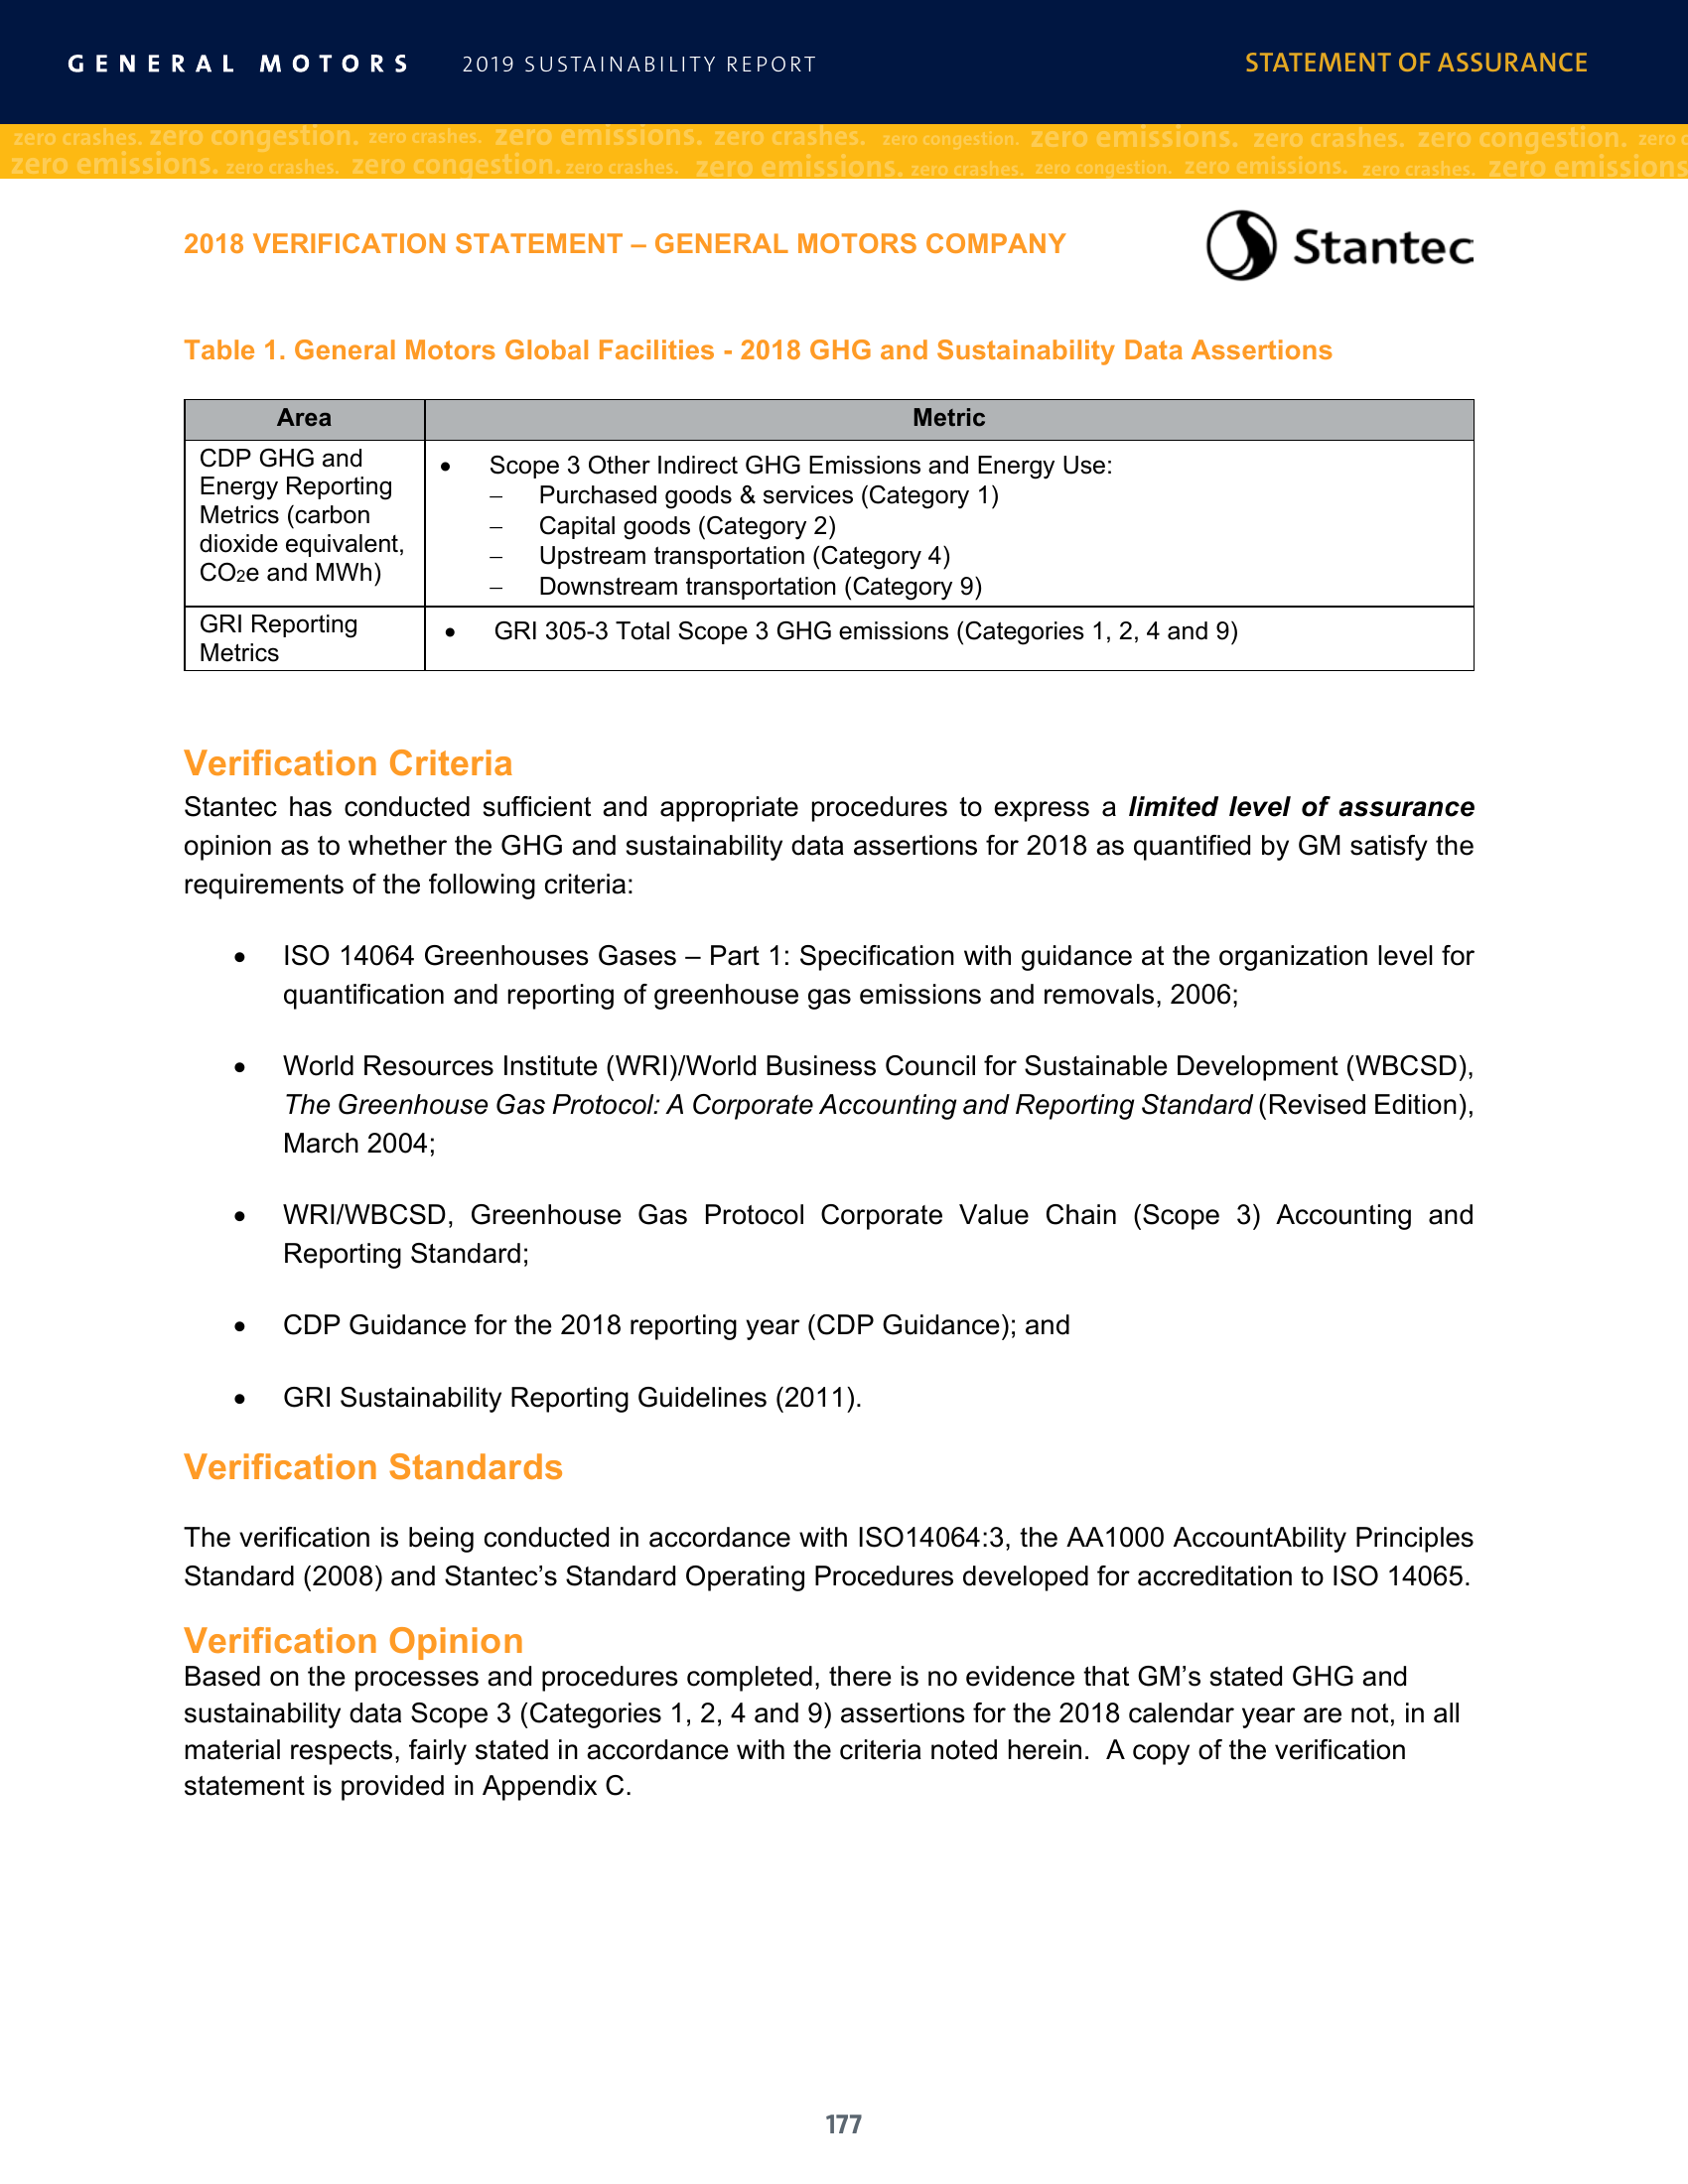 GENERAL MOTORS 2019 SUSTAINABILITY REPORT STATEMENT OF ASSURANCE
zero crashes. zero congestion. zero crashes. zero emissions. zero crashes. zero congestion. zero emissions. zero crashes. zero congestion. zero c
zero emissions. zero crashes. zero congestion. zero crashes. zero emissions. zero crashes. zero congestion. zero emissions. zero crashes. zero emissions
2018 VERIFICATION STATEMENT – GENERAL MOTORS COMPANY
Stantec
Table 1. General Motors Global Facilities - 2018 GHG and Sustainability Data Assertions
Area Metric
CDP GHG and
Energy Reporting
Metrics (carbon
dioxide equivalent,
CO2e and MWh)
• Scope 3 Other Indirect GHG Emissions and Energy Use:
– Purchased goods & services (Category 1)
– Capital goods (Category 2)
– Upstream transportation (Category 4)
– Downstream transportation (Category 9)
GRI Reporting
Metrics
• GRI 305-3 Total Scope 3 GHG emissions (Categories 1, 2, 4 and 9)
Verification Criteria
Stantec has conducted sufficient and appropriate procedures to express a limited level of assurance
opinion as to whether the GHG and sustainability data assertions for 2018 as quantified by GM satisfy the
requirements of the following criteria:
• ISO 14064 Greenhouses Gases – Part 1: Specification with guidance at the organization level for
quantification and reporting of greenhouse gas emissions and removals, 2006;
• World Resources Institute (WRI)/World Business Council for Sustainable Development (WBCSD),
The Greenhouse Gas Protocol: A Corporate Accounting and Reporting Standard (Revised Edition),
March 2004;
• WRI/WBCSD, Greenhouse Gas Protocol Corporate Value Chain (Scope 3) Accounting and
Reporting Standard;
• CDP Guidance for the 2018 reporting year (CDP Guidance); and
• GRI Sustainability Reporting Guidelines (2011).
Verification Standards
The verification is being conducted in accordance with ISO14064:3, the AA1000 AccountAbility Principles
Standard (2008) and Stantec’s Standard Operating Procedures developed for accreditation to ISO 14065.
Verification Opinion
Based on the processes and procedures completed, there is no evidence that GM’s stated GHG and
sustainability data Scope 3 (Categories 1, 2, 4 and 9) assertions for the 2018 calendar year are not, in all
material respects, fairly stated in accordance with the criteria noted herein. A copy of the verification
statement is provided in Appendix C.
177